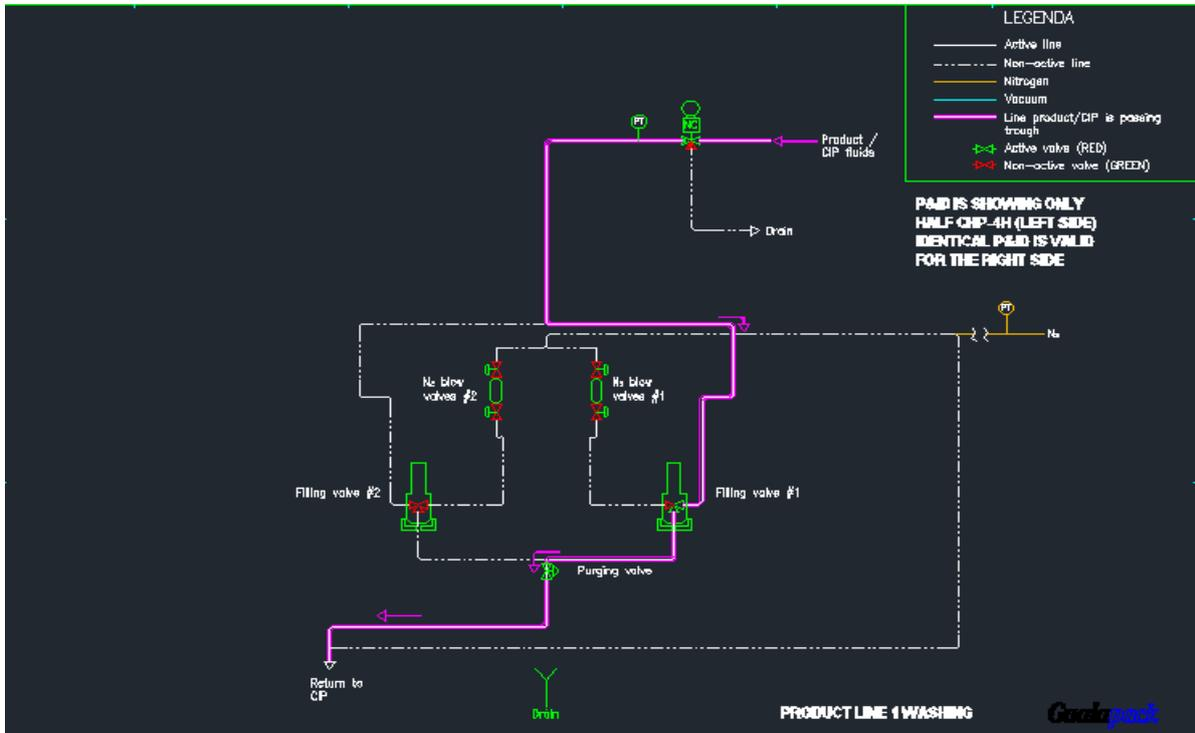 LEGENDA
Active line
Non-active line
Nitrogen
Vacuum
Line product/CIP is passing
trough
Active valve (RED)
Non-active valve (GREEN)
PT
NC
Product /
CIP fluids
Drain
P&ID IS SHOWING ONLY
HALF CHP-4H (LEFT SIDE)
IDENTICAL P&ID IS VALID
FOR THE RIGHT SIDE
PT
N₂
N₂ blow
valves #2
N₂ blow
valves #1
Filling valve #2
Filling valve #1
Purging valve
Return to
CIP
Drain
PRODUCT LINE 1 WASHING
Gualapack